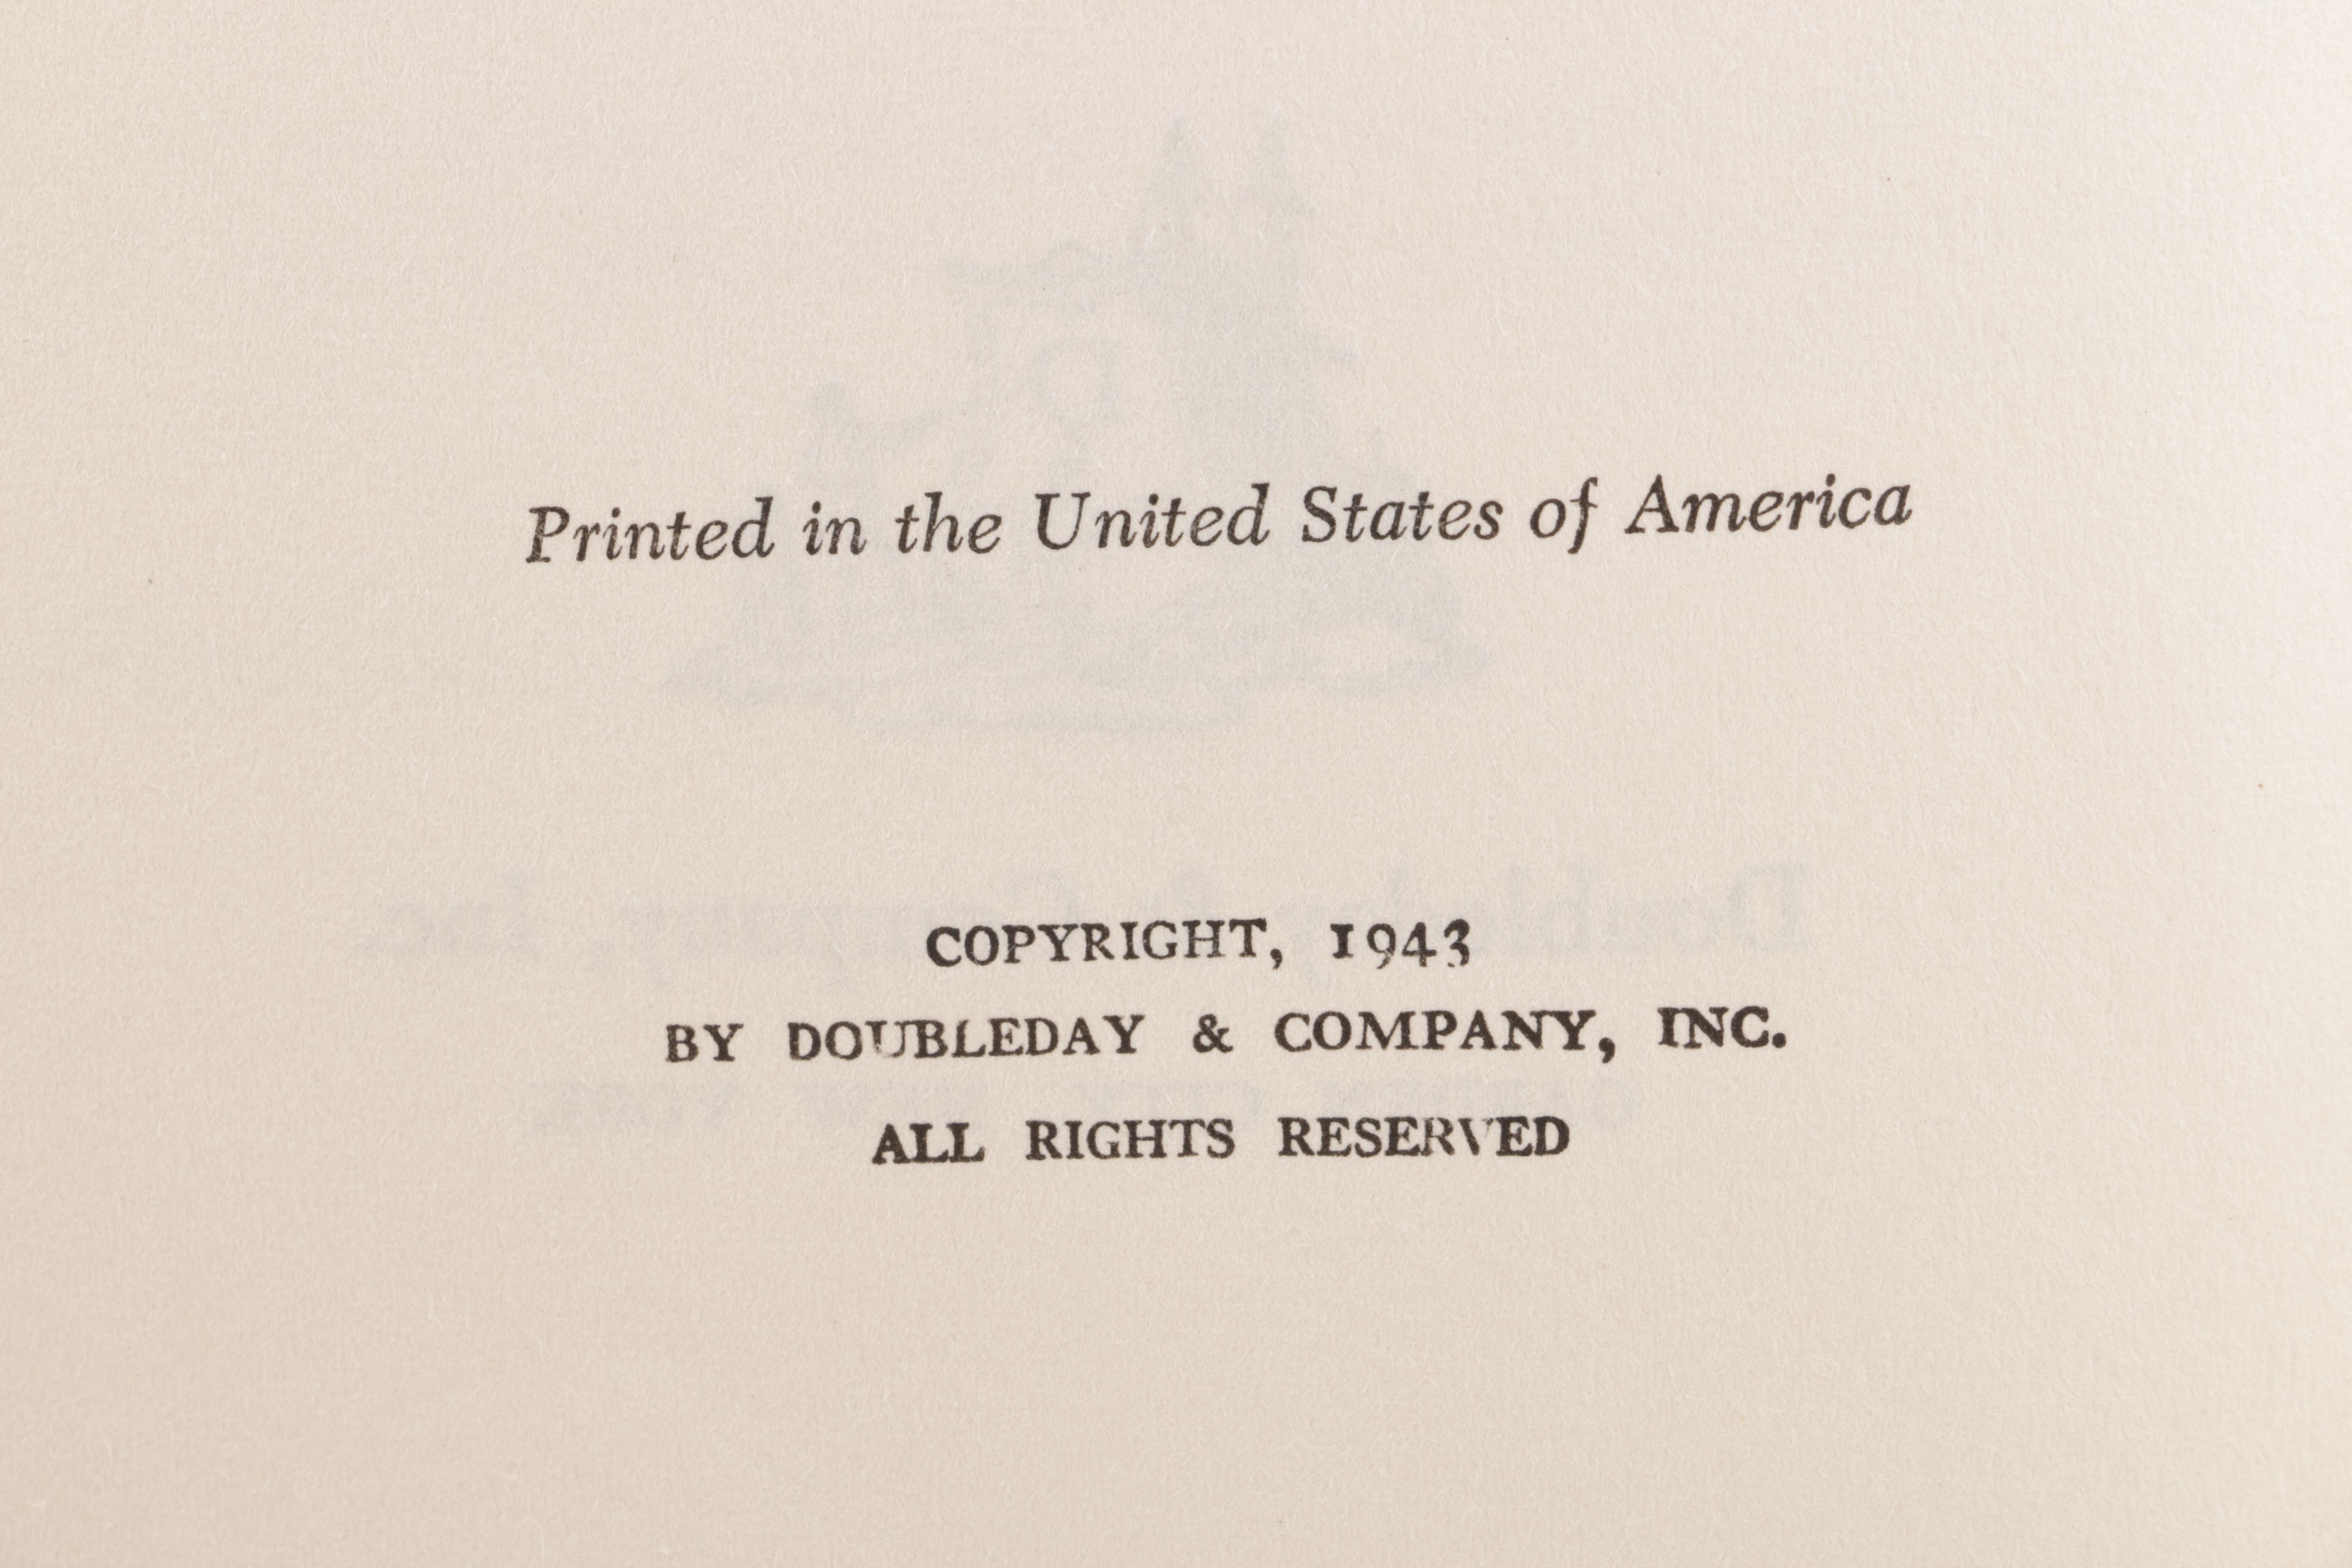 Printed in the United States of America
COPYRIGHT, 1943
BY DOUBLEDAY & COMPANY, INC.
ALL RIGHTS RESERVED